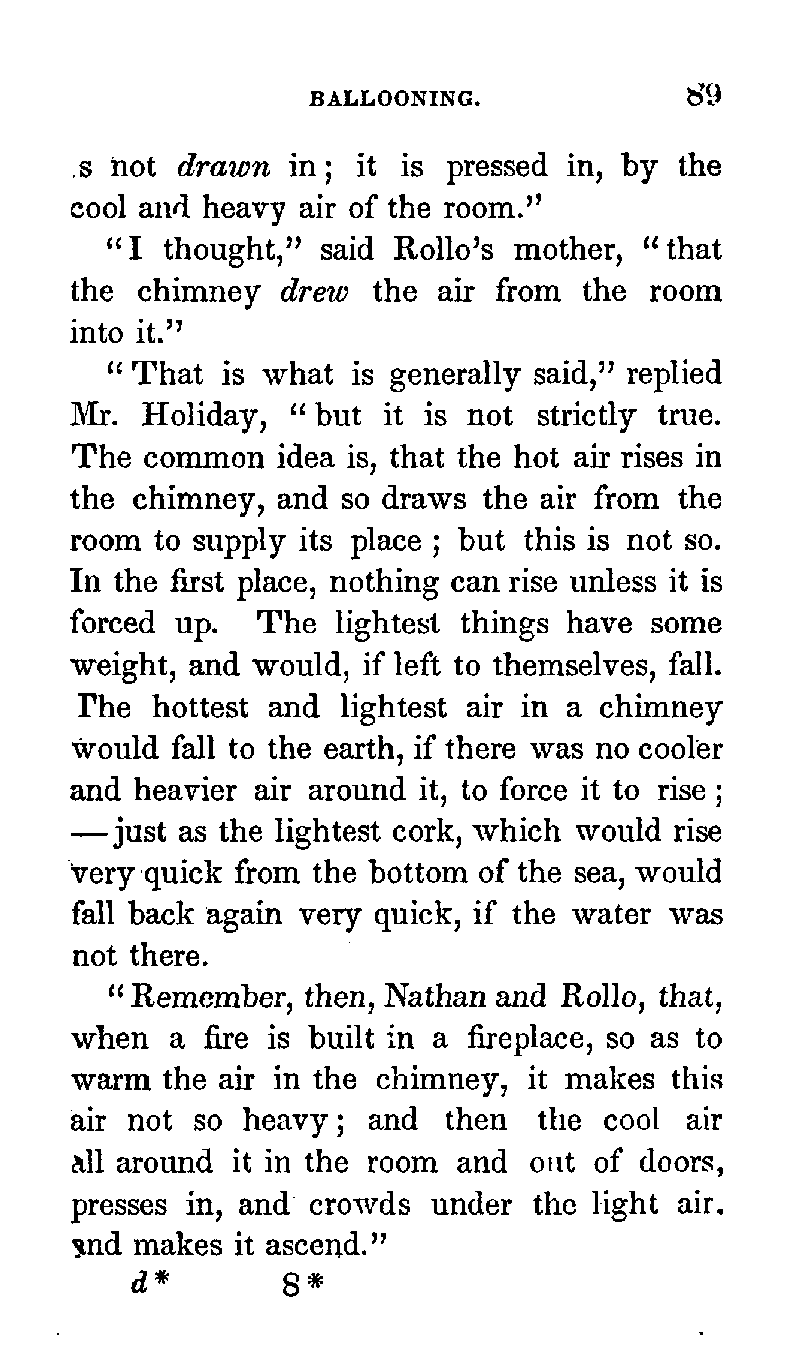 BALLOONING. 89
.s not drawn in; it is pressed in, by the
cool and heavy air of the room."
"I thought," said Rollo's mother, "that
the chimney drew the air from the room
into it."
"That is what is generally said," replied
Mr. Holiday, "but it is not strictly true.
The common idea is, that the hot air rises in
the chimney, and so draws the air from the
room to supply its place; but this is not so.
In the first place, nothing can rise unless it is
forced up. The lightest things have some
weight, and would, if left to themselves, fall.
The hottest and lightest air in a chimney
would fall to the earth, if there was no cooler
and heavier air around it, to force it to rise;
—just as the lightest cork, which would rise
very quick from the bottom of the sea, would
fall back again very quick, if the water was
not there.
"Remember, then, Nathan and Rollo, that,
when a fire is built in a fireplace, so as to
warm the air in the chimney, it makes this
air not so heavy; and then the cool air
all around it in the room and out of doors,
presses in, and crowds under the light air.
and makes it ascend."
d* 8*